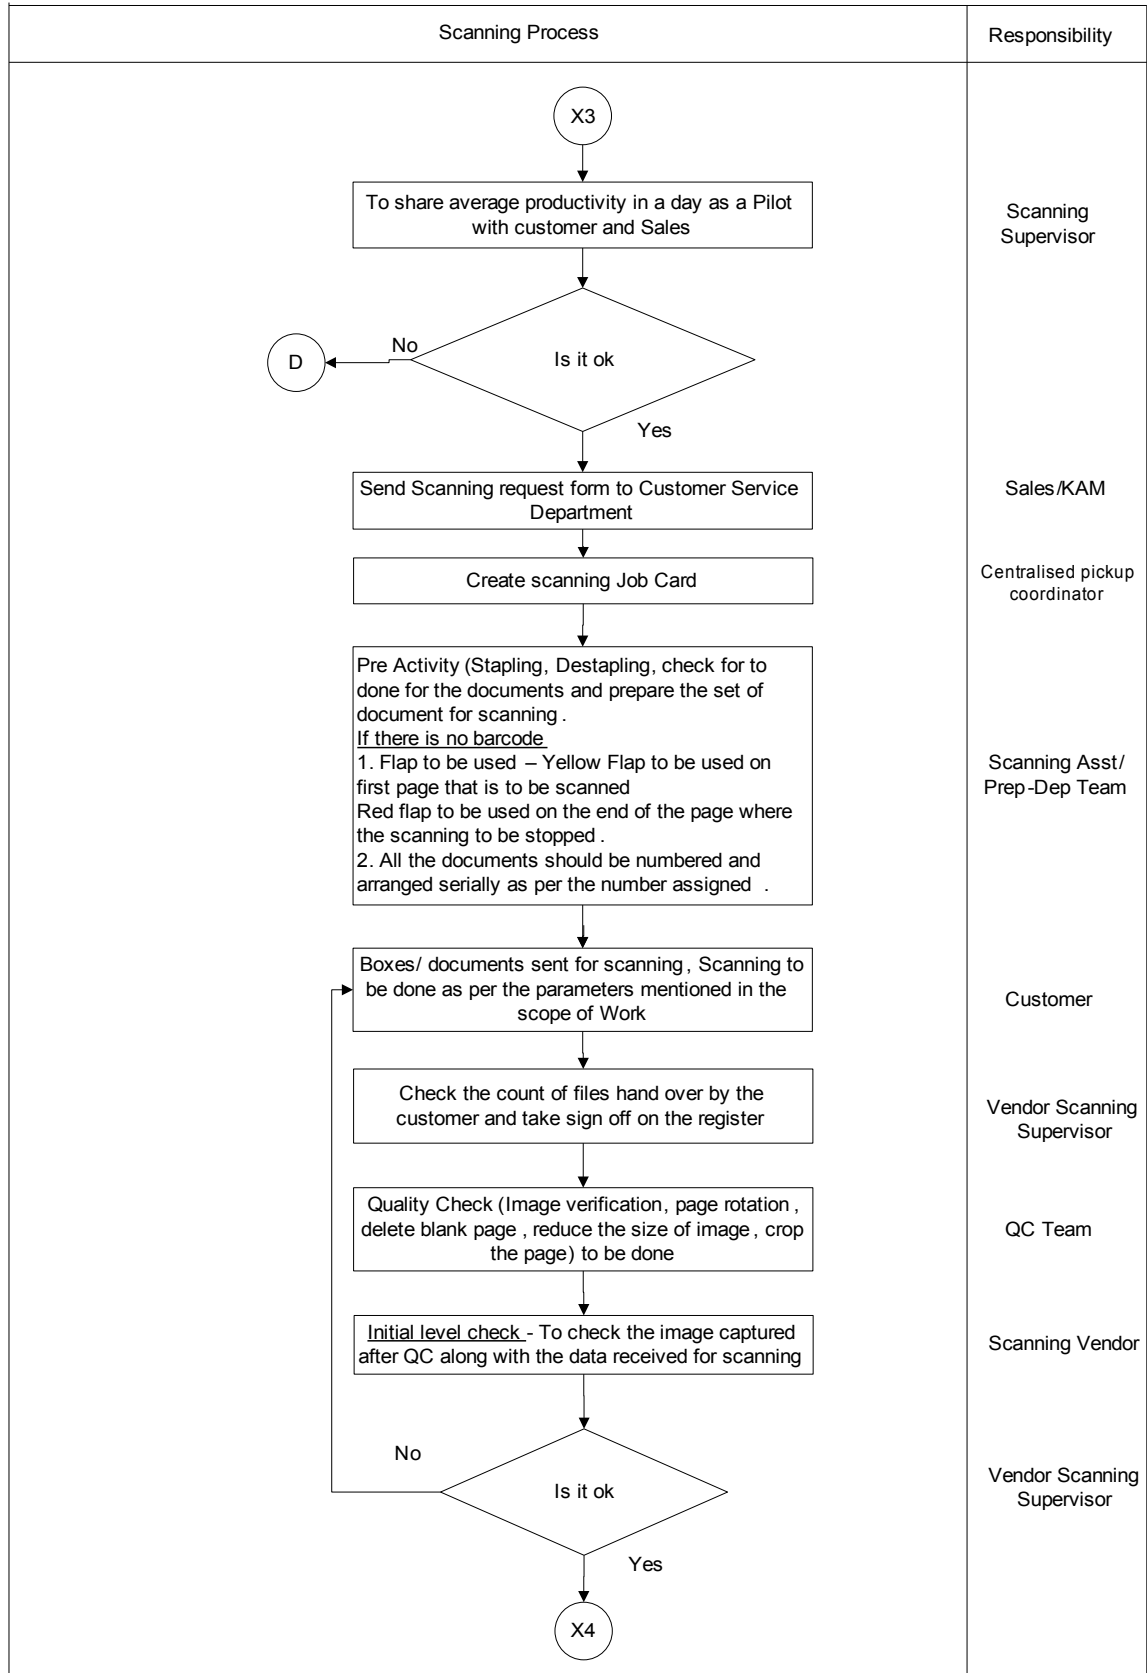 Scanning Process
Responsibility
X3
To share average productivity in a day as a Pilot
with customer and Sales
Scanning
Supervisor
Is it ok
No
D
Yes
Send Scanning request form to Customer Service
Department
Sales/KAM
Create scanning Job Card
Centralised pickup
coordinator
Pre Activity (Stapling, Destapling, check for to
done for the documents and prepare the set of
document for scanning .
If there is no barcode
1. Flap to be used – Yellow Flap to be used on
first page that is to be scanned
Red flap to be used on the end of the page where
the scanning to be stopped .
2. All the documents should be numbered and
arranged serially as per the number assigned .
Scanning Asst/
Prep-Dep Team
Boxes/ documents sent for scanning , Scanning to
be done as per the parameters mentioned in the
scope of Work
Customer
Check the count of files hand over by the
customer and take sign off on the register
Vendor Scanning
Supervisor
Quality Check (Image verification, page rotation ,
delete blank page , reduce the size of image , crop
the page) to be done
QC Team
Initial level check - To check the image captured
after QC along with the data received for scanning
Scanning Vendor
No
Is it ok
Vendor Scanning
Supervisor
Yes
X4